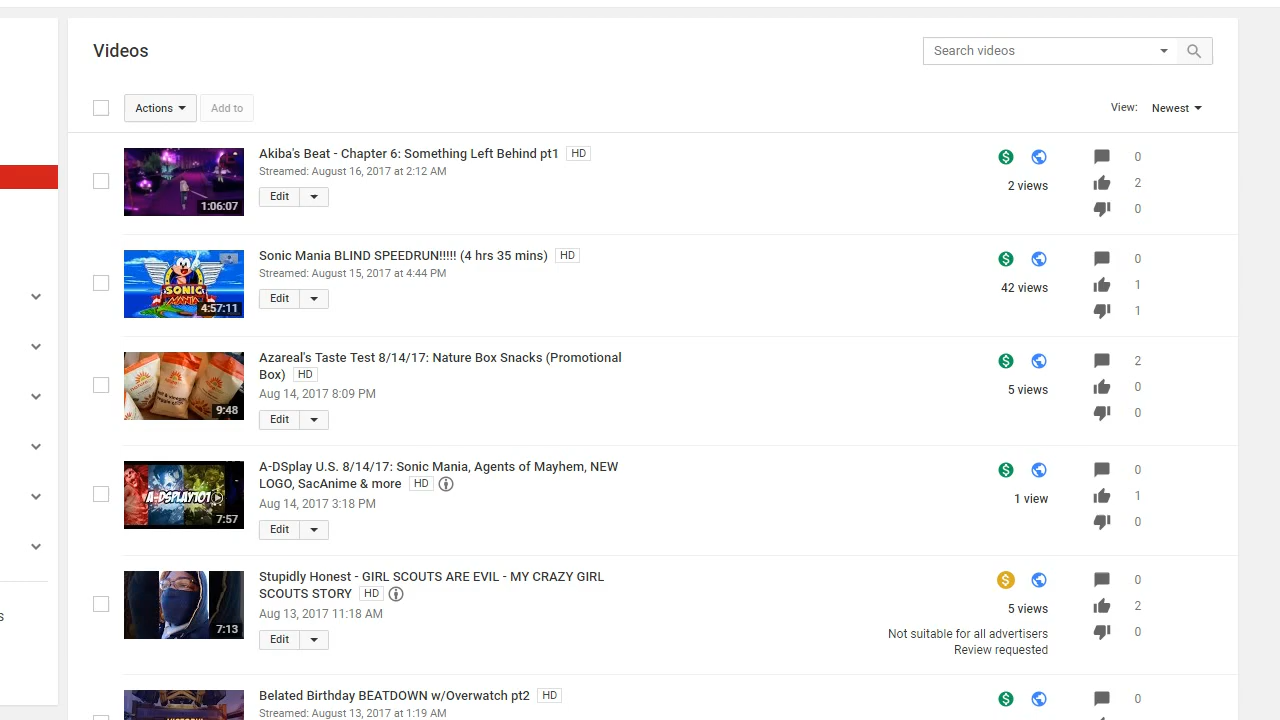 Videos
Search videos
Actions
Add to
View: Newest
Akiba's Beat - Chapter 6: Something Left Behind pt1 HD
Streamed: August 16, 2017 at 2:12 AM
Edit
1:06:07
2 views
0
2
0
Sonic Mania BLIND SPEEDRUN!!!!! (4 hrs 35 mins) HD
Streamed: August 15, 2017 at 4:44 PM
Edit
SONIC
MANIA
4:57:11
42 views
0
1
1
Azareal's Taste Test 8/14/17: Nature Box Snacks (Promotional
Box) HD
Aug 14, 2017 8:09 PM
Edit
9:48
5 views
2
0
0
A-DSplay U.S. 8/14/17: Sonic Mania, Agents of Mayhem, NEW
LOGO, SacAnime & more HD
Aug 14, 2017 3:18 PM
Edit
A-DSPLAY101
7:57
1 view
0
1
0
Stupidly Honest - GIRL SCOUTS ARE EVIL - MY CRAZY GIRL
SCOUTS STORY HD
Aug 13, 2017 11:18 AM
Edit
7:13
5 views
Not suitable for all advertisers
Review requested
0
2
0
s
Belated Birthday BEATDOWN w/Overwatch pt2 HD
Streamed: August 13, 2017 at 1:19 AM
0